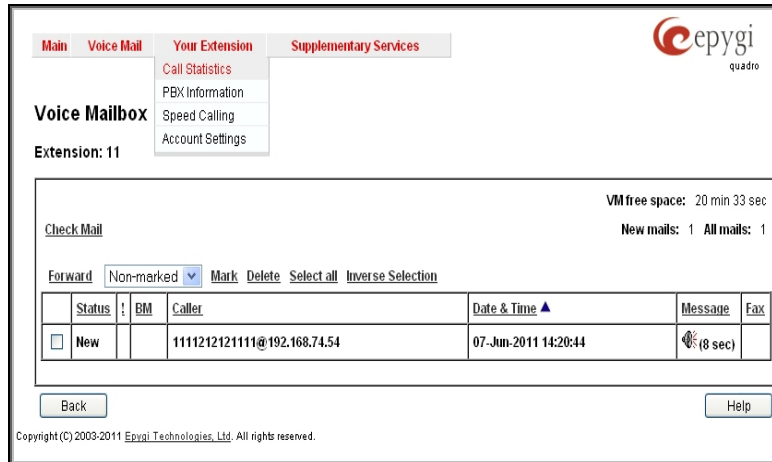 Main Voice Mail Your Extension Supplementary Services
epygi
quadro
Call Statistics
PBX Information
Speed Calling
Account Settings
Voice Mailbox
Extension: 11
VM free space: 20 min 33 sec
Check Mail
New mails: 1 All mails: 1
Forward Non-marked Mark Delete Select all Inverse Selection
Status ! BM Caller Date & Time Message Fax
New 1111212121111@192.168.74.54 07-Jun-2011 14:20:44 (8 sec)
Back Help
Copyright (C) 2003-2011 Epygi Technologies, Ltd. All rights reserved.